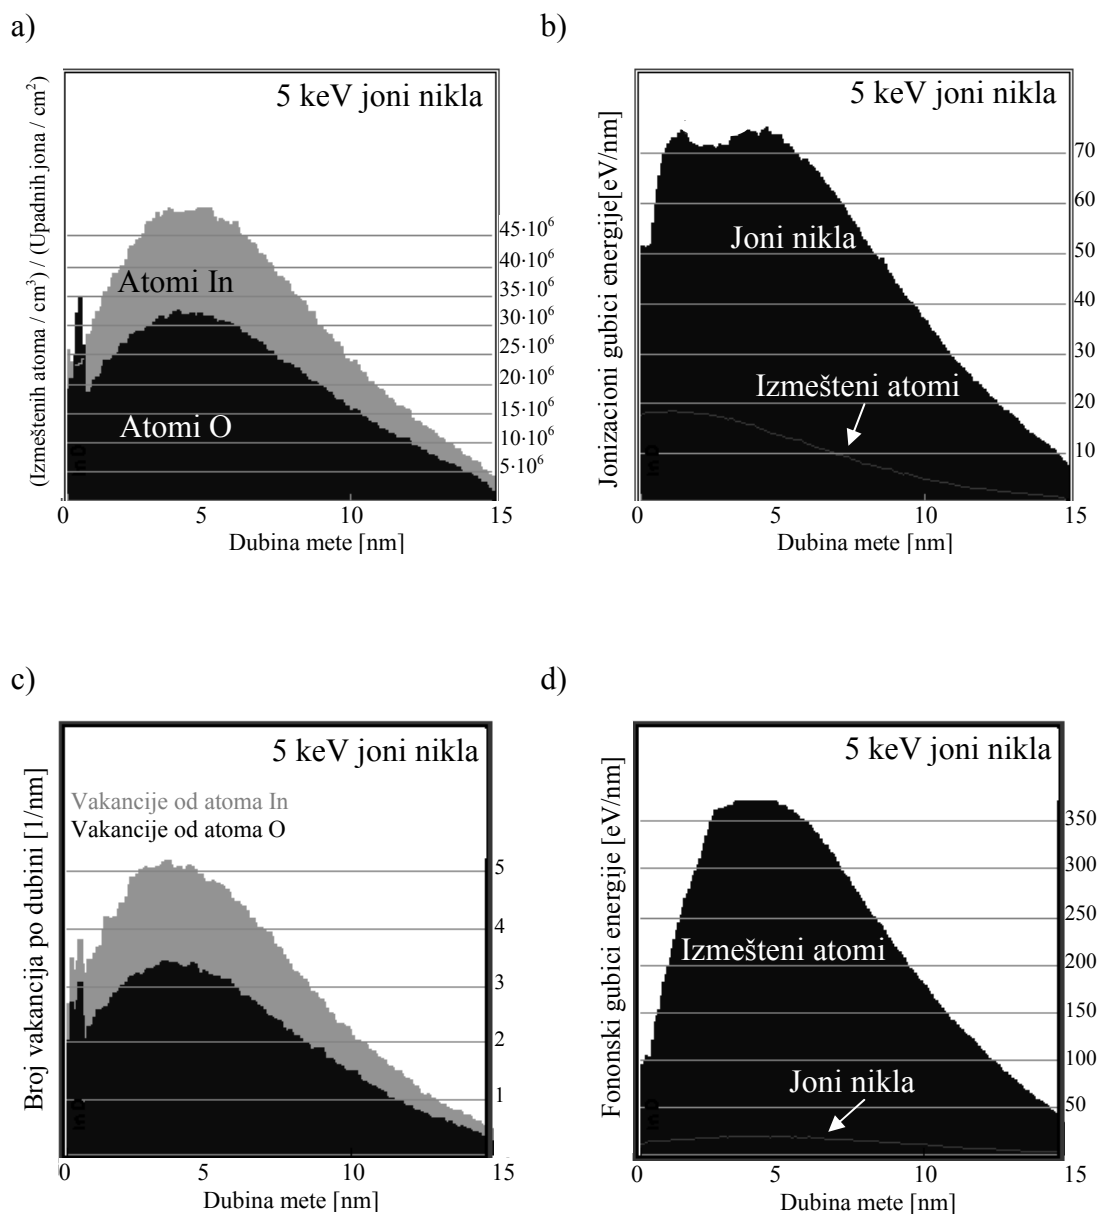 a)
(Izmeštenih atoma / cm³) / (Upadnih jona / cm²)
5 keV joni nikla
Atomi In
Atomi O
45·10⁶
40·10⁶
35·10⁶
30·10⁶
25·10⁶
20·10⁶
15·10⁶
10·10⁶
5·10⁶
0
5
10
15
Dubina mete [nm]
b)
Jonizacioni gubici energije[eV/nm]
5 keV joni nikla
Joni nikla
Izmešteni atomi
70
60
50
40
30
20
10
0
5
10
15
Dubina mete [nm]
c)
Broj vakancija po dubini [1/nm]
5 keV joni nikla
Vakancije od atoma In
Vakancije od atoma O
5
4
3
2
1
0
5
10
15
Dubina mete [nm]
d)
Fononski gubici energije [eV/nm]
5 keV joni nikla
Izmešteni atomi
Joni nikla
350
300
250
200
150
100
50
0
5
10
15
Dubina mete [nm]